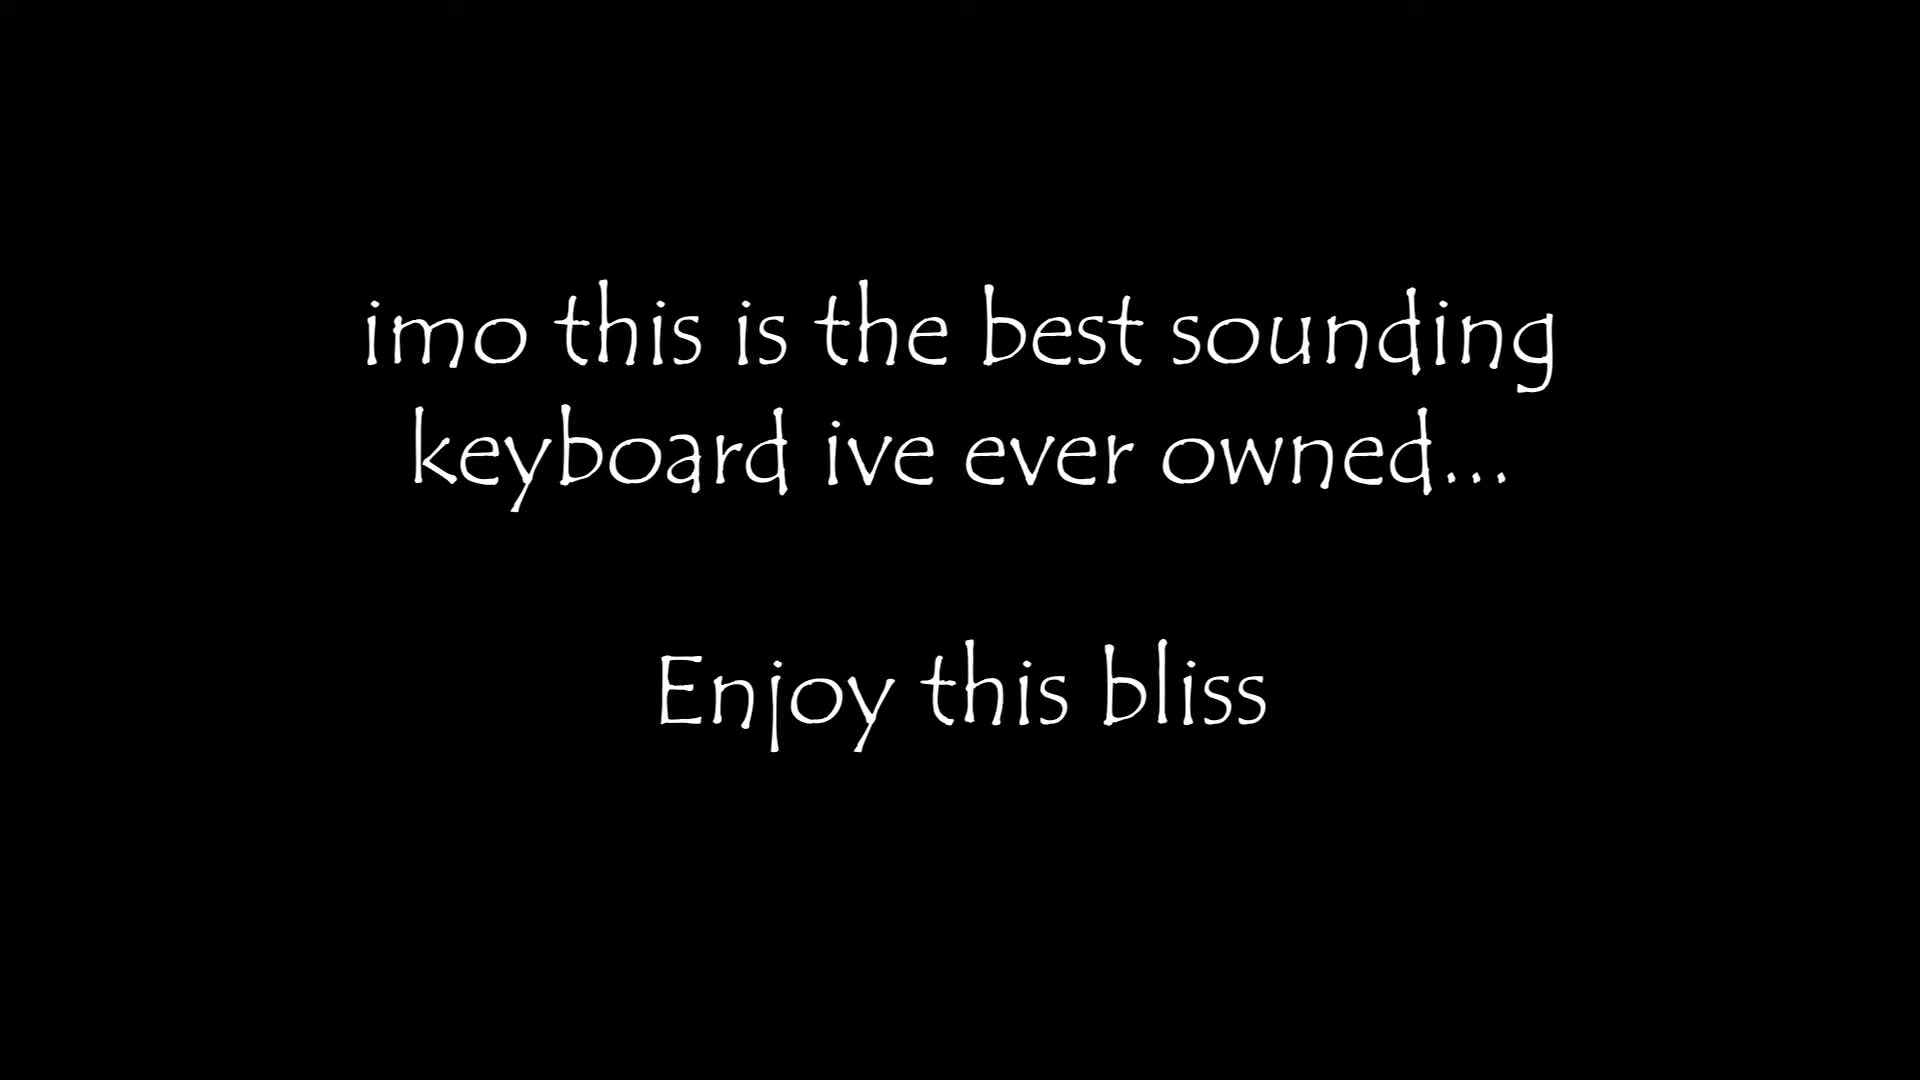 imo this is the best sounding
keyboard ive ever owned...
Enjoy this bliss